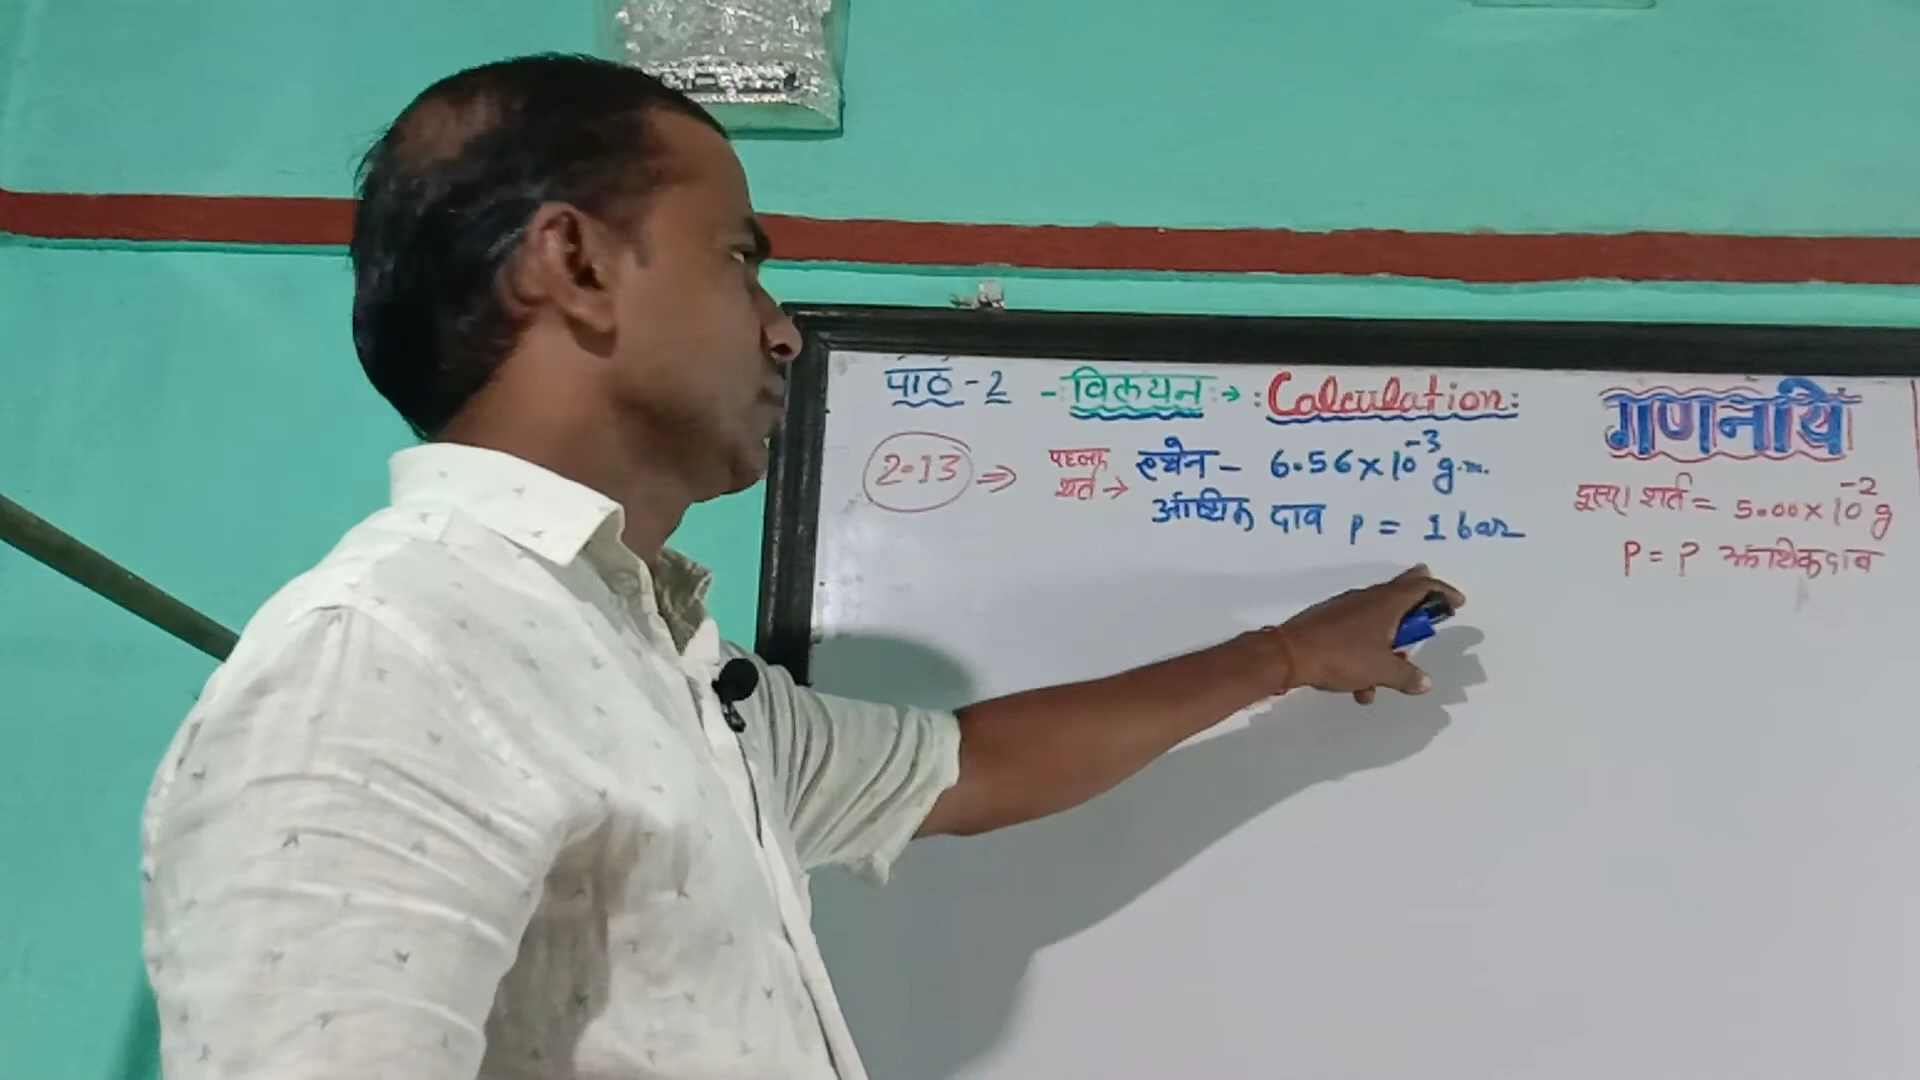 पाठ-2 - विलयन → : Calculation:
गणनायें
2.13 ⇒ पहला शर्त → एथेन - 6.56×10⁻³ g.m.
आंशिक दाब p = 1 bar
दूसरा शर्त = 5.00×10⁻² g
P = ? आंशिक दाब